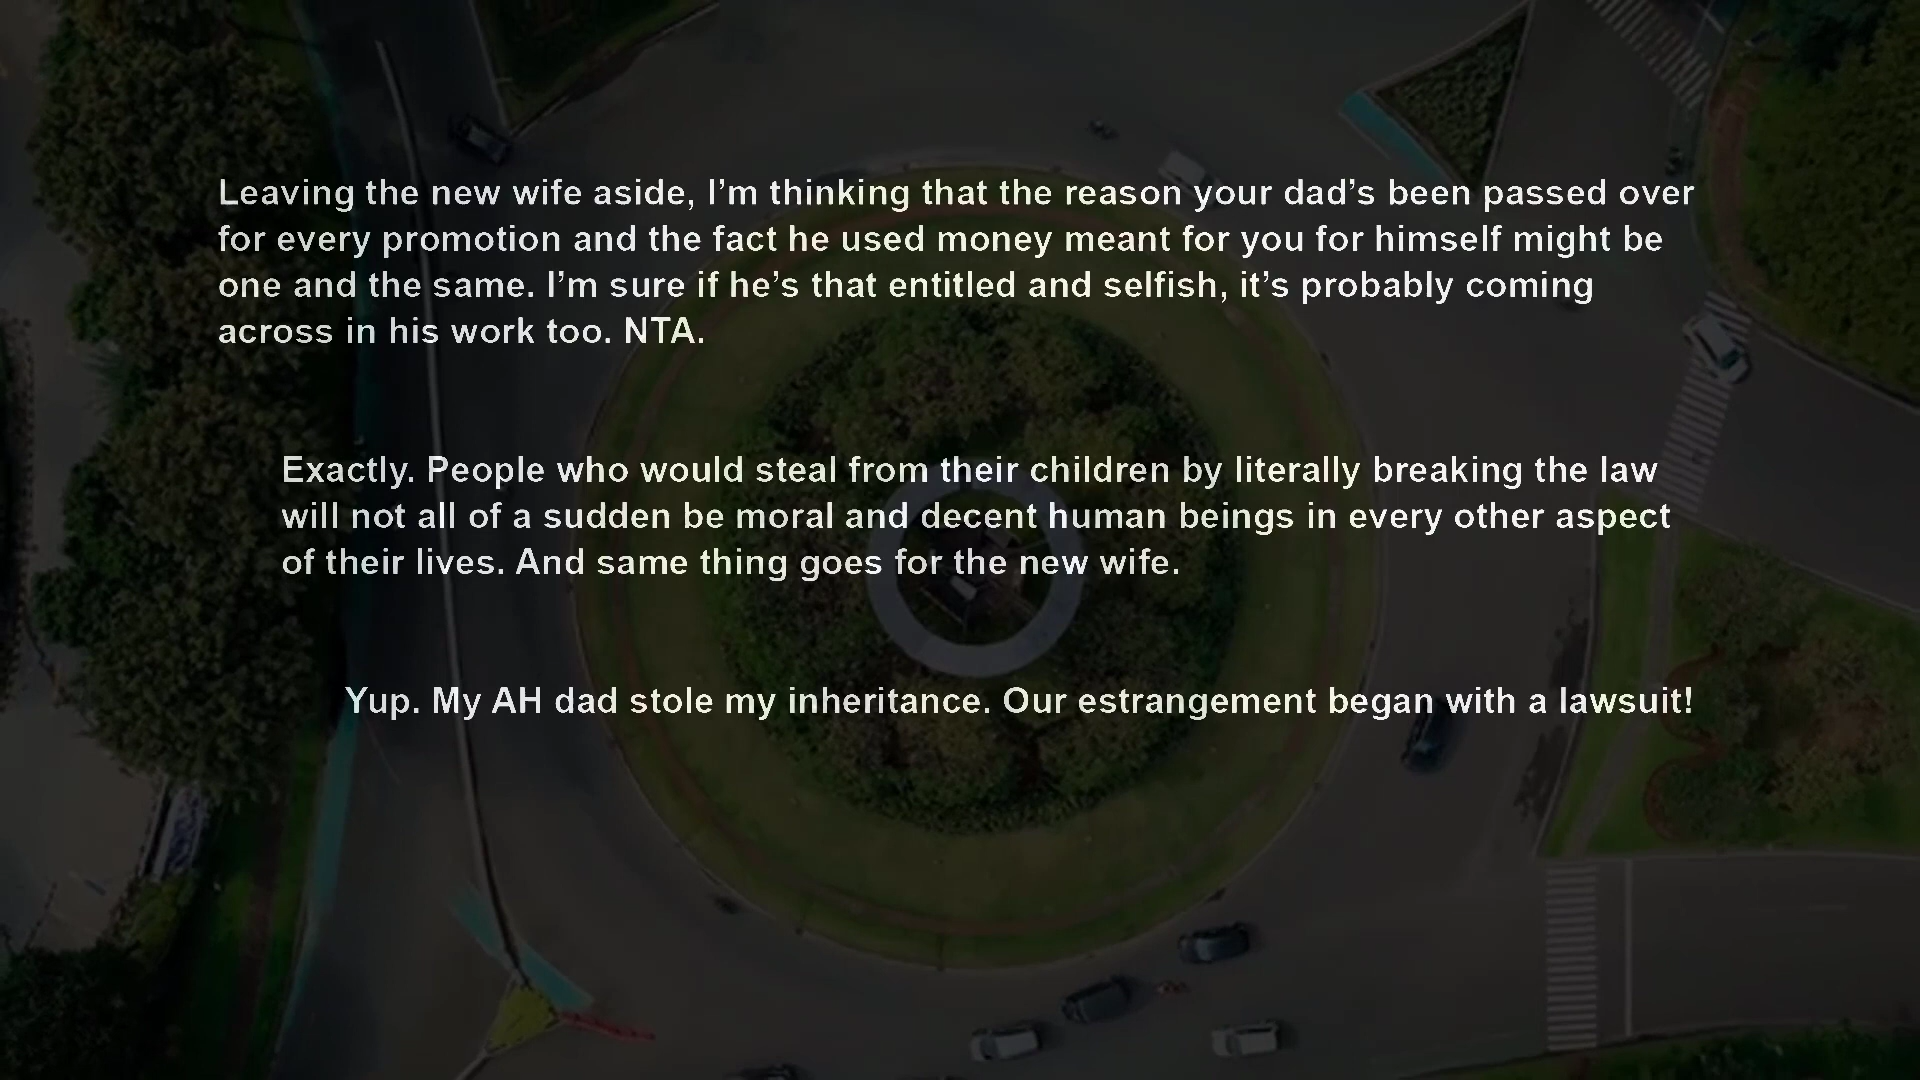 Leaving the new wife aside, I’m thinking that the reason your dad’s been passed over
for every promotion and the fact he used money meant for you for himself might be
one and the same. I’m sure if he’s that entitled and selfish, it’s probably coming
across in his work too. NTA.
Exactly. People who would steal from their children by literally breaking the law
will not all of a sudden be moral and decent human beings in every other aspect
of their lives. And same thing goes for the new wife.
Yup. My AH dad stole my inheritance. Our estrangement began with a lawsuit!